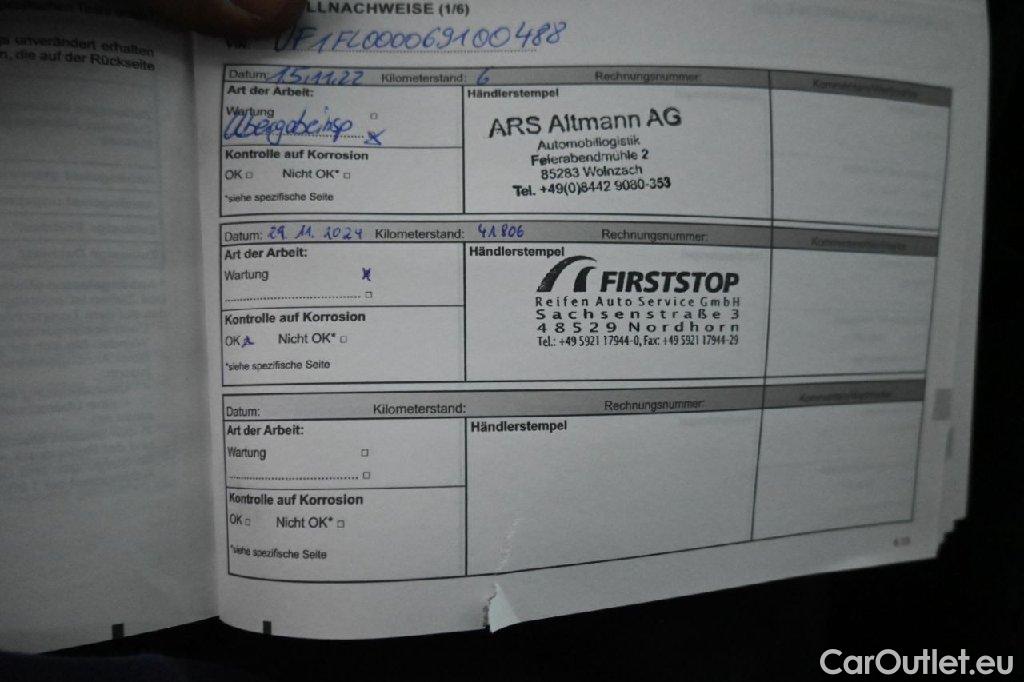 LLNACHWEISE (1/6)
unverändert erhalten
n, die auf der Rückseite
VIN: VF1FL000069100488
Datum: 15.11.22 Kilometerstand: 6 Rechnungsnummer:
Art der Arbeit:
Händlerstempel
Wartung
Übergabeinsp x
Kontrolle auf Korrosion
OK Nicht OK*
*siehe spezifische Seite
ARS Altmann AG
Automobillogistik
Feierabendmühle 2
85283 Wolnzach
Tel. +49(0)8442 9080-353
Datum: 29.11.2024 Kilometerstand: 41806 Rechnungsnummer:
Art der Arbeit:
Händlerstempel
Wartung x
Kontrolle auf Korrosion
OK x Nicht OK*
*siehe spezifische Seite
FIRSTSTOP
Reifen Auto Service GmbH
Sachsenstraße 3
48529 Nordhorn
Tel.: +49 5921 17944-0, Fax: +49 5921 17944-29
Datum: Kilometerstand: Rechnungsnummer:
Art der Arbeit:
Händlerstempel
Wartung
Kontrolle auf Korrosion
OK Nicht OK*
*siehe spezifische Seite
CarOutlet.eu